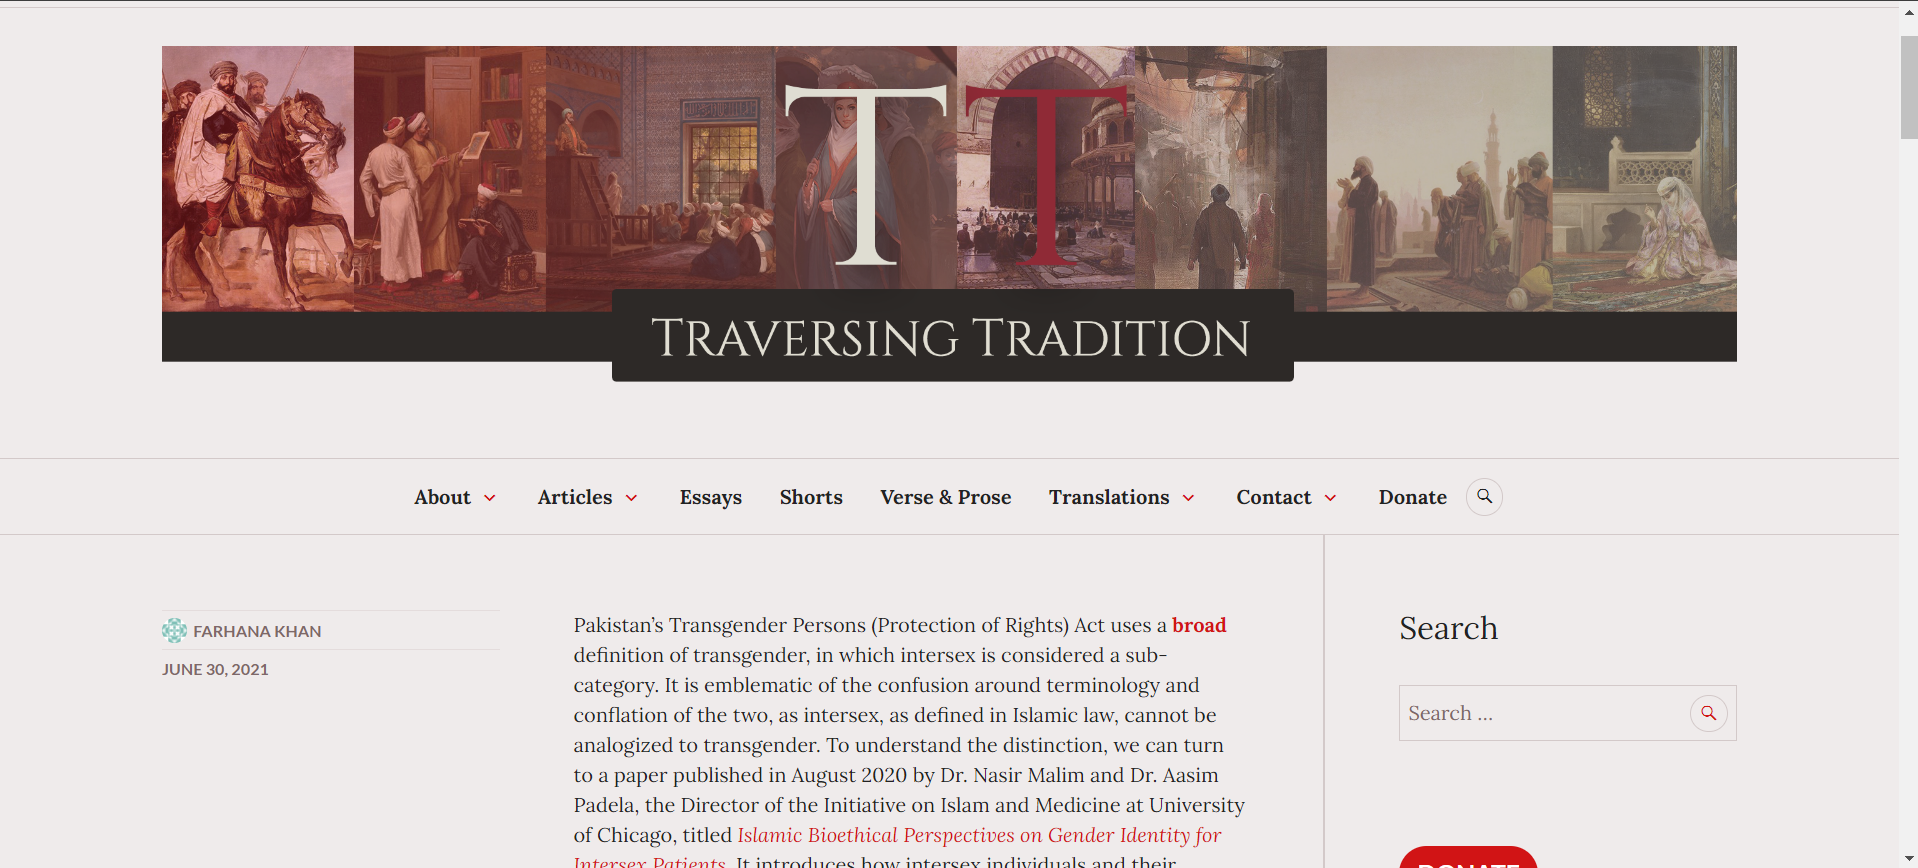 TT
TRAVERSING TRADITION
About
Articles
Essays
Shorts
Verse & Prose
Translations
Contact
Donate
FARHANA KHAN
JUNE 30, 2021
Pakistan’s Transgender Persons (Protection of Rights) Act uses a broad
definition of transgender, in which intersex is considered a sub-
category. It is emblematic of the confusion around terminology and
conflation of the two, as intersex, as defined in Islamic law, cannot be
analogized to transgender. To understand the distinction, we can turn
to a paper published in August 2020 by Dr. Nasir Malim and Dr. Aasim
Padela, the Director of the Initiative on Islam and Medicine at University
of Chicago, titled Islamic Bioethical Perspectives on Gender Identity for
Intersex Patients. It introduces how intersex individuals and their
Search
Search ...
DONATE